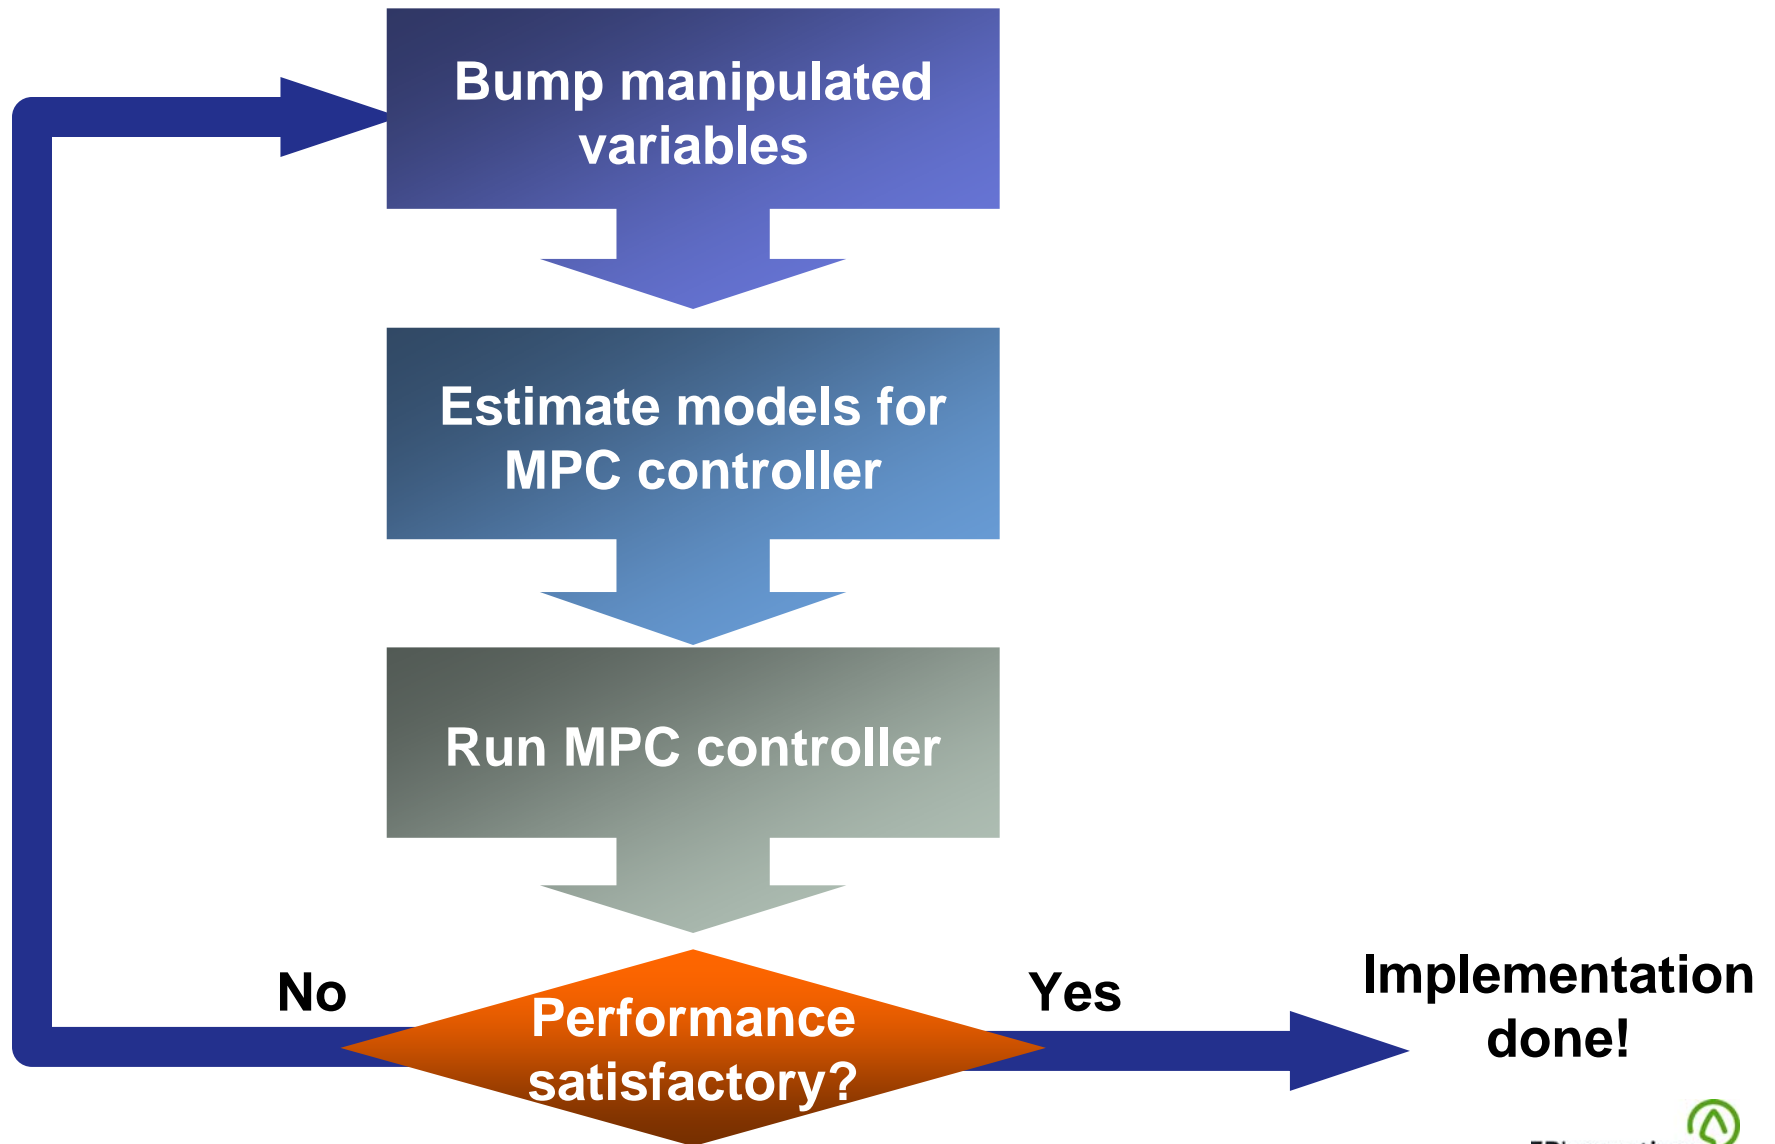 Bump manipulated
variables
Estimate models for
MPC controller
Run MPC controller
No
Performance
satisfactory?
Yes
Implementation
done!